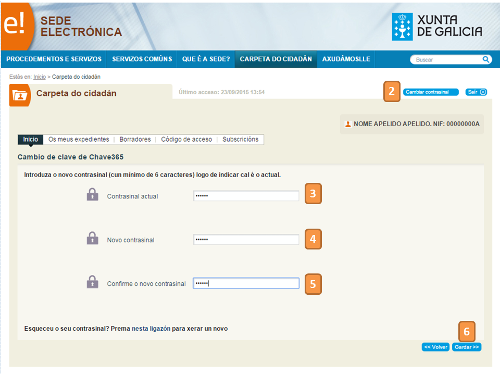 e!
SEDE
ELECTRÓNICA
XUNTA
DE GALICIA
PROCEDEMENTOS E SERVIZOS SERVIZOS COMÚNS QUE É A SEDE? CARPETA DO CIDADÁN AXUDÁMOSLLE Buscar
Estás en: Inicio > Carpeta do cidadán
Carpeta do cidadán
Último acceso: 23/09/2015 13:54
2
Cambiar contrasinal
Saír
NOME APELIDO APELIDO. NIF: 00000000A
Inicio Os meus expedientes Borradores Código de acceso Subscricións
Cambio de clave de Chave365
Introduza o novo contrasinal (cun mínimo de 6 caracteres) logo de indicar cal é o actual.
Contrasinal actual •••••• 3
Novo contrasinal •••••• 4
Confirme o novo contrasinal •••••• 5
Esqueceu o seu contrasinal? Prema nesta ligazón para xerar un novo
6
<< Volver Gardar >>